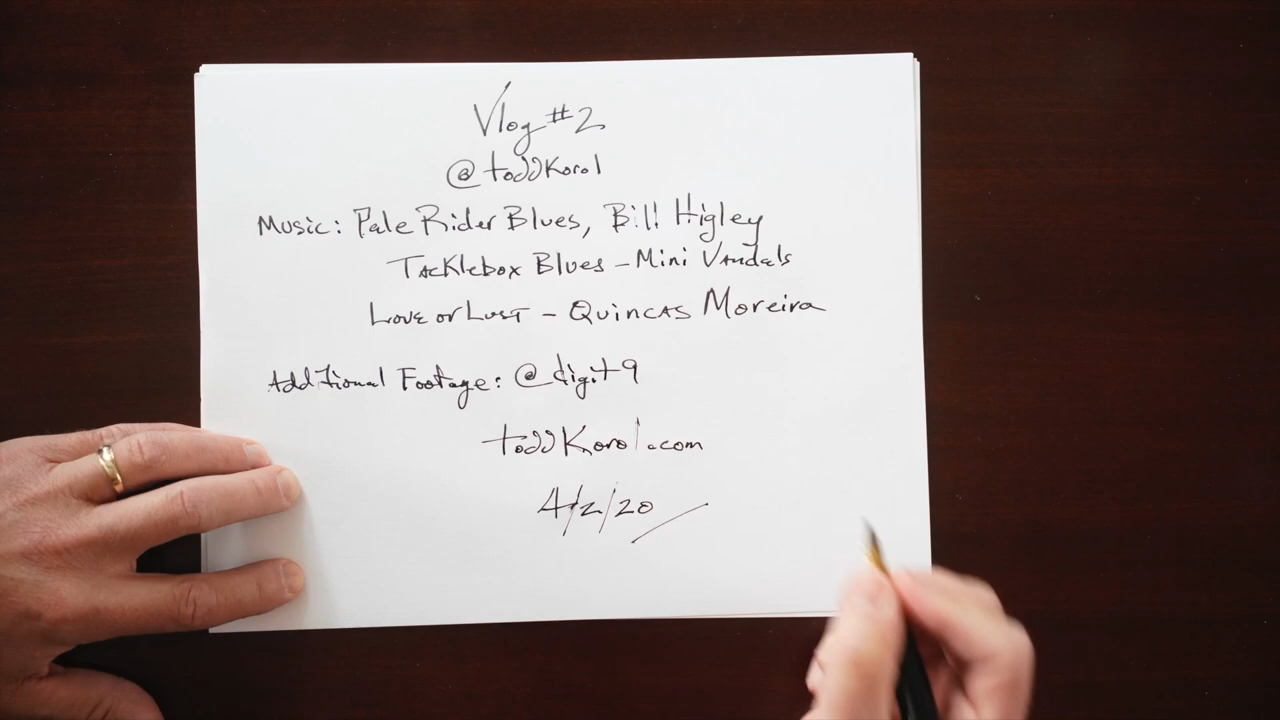 Vlog #2
@toddKorol
Music: Pale Rider Blues, Bill Higley
Tacklebox Blues - Mini Vandals
Love or Lust - Quincas Moreira
Additional Footage: @digit9
toddKorol.com
4/2/20